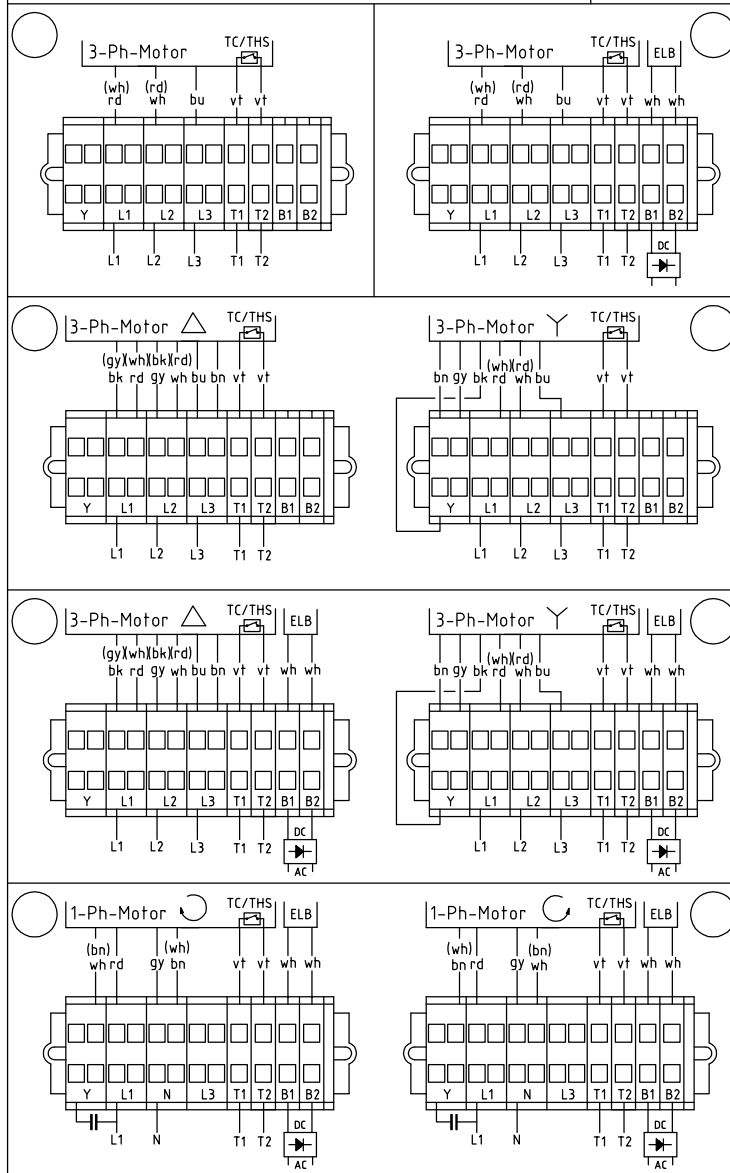 3-Ph-Motor TC/THS
(wh) (rd)
rd wh bu vt vt
Y L1 L2 L3 T1 T2 B1 B2
L1 L2 L3 T1 T2
3-Ph-Motor TC/THS ELB
(wh) (rd)
rd wh bu vt vt wh wh
Y L1 L2 L3 T1 T2 B1 B2
DC
L1 L2 L3 T1 T2
3-Ph-Motor TC/THS
(gy)(wh)(bk)(rd)
bk rd gy wh bu bn vt vt
Y L1 L2 L3 T1 T2 B1 B2
L1 L2 L3 T1 T2
3-Ph-Motor TC/THS
(wh)(rd)
bn gy bk rd wh bu vt vt
Y L1 L2 L3 T1 T2 B1 B2
L1 L2 L3 T1 T2
3-Ph-Motor TC/THS ELB
(gy)(wh)(bk)(rd)
bk rd gy wh bu bn vt vt wh wh
Y L1 L2 L3 T1 T2 B1 B2
DC
L1 L2 L3 T1 T2
AC
3-Ph-Motor TC/THS ELB
(wh)(rd)
bn gy bk rd wh bu vt vt wh wh
Y L1 L2 L3 T1 T2 B1 B2
DC
L1 L2 L3 T1 T2
AC
1-Ph-Motor TC/THS ELB
(bn) (wh)
wh rd gy bn vt vt wh wh
Y L1 N L3 T1 T2 B1 B2
DC
L1 N T1 T2
AC
1-Ph-Motor TC/THS ELB
(wh) (bn)
bn rd gy wh vt vt wh wh
Y L1 N L3 T1 T2 B1 B2
DC
L1 N T1 T2
AC